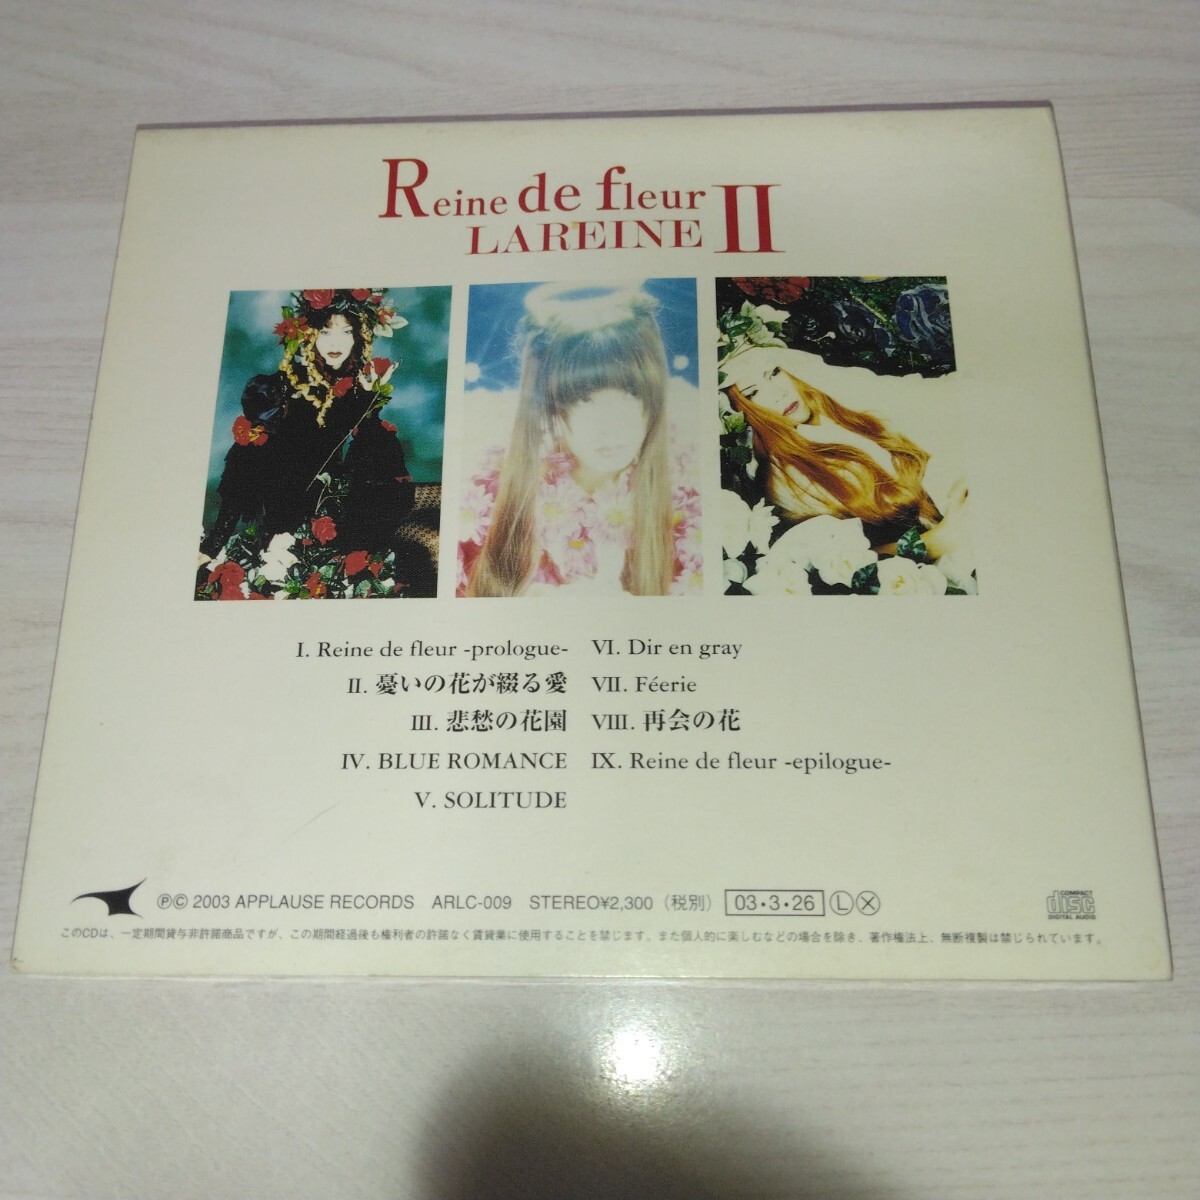 Reine de fleur II
LAREINE
I. Reine de fleur -prologue-
II. 憂いの花が綴る愛
III. 悲愁の花園
IV. BLUE ROMANCE
V. SOLITUDE
VI. Dir en gray
VII. Féerie
VIII. 再会の花
IX. Reine de fleur -epilogue-
℗© 2003 APPLAUSE RECORDS ARLC-009 STEREO¥2,300（税別） 03・3・26 Ⓛ Ⓧ
COMPACT
disc
DIGITAL AUDIO
このCDは、一定期間貸与非許諾商品ですが、この期間経過後も権利者の許諾なく賃貸業に使用することを禁じます。また個人的に楽しむなどの場合を除き、著作権法上、無断複製は禁じられています。